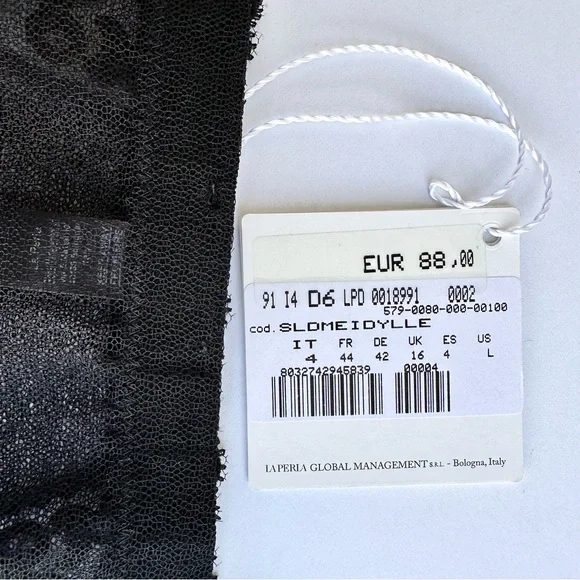 EUR 88,00
91 I4 D6 LPD 0018991 0002
579-0080-000-00100
cod. SLDMEIDYLLE
IT FR DE UK ES US
4 44 42 16 4 L
8032742945839 00004
LA PERLA GLOBAL MANAGEMENT S.R.L. - Bologna, Italy